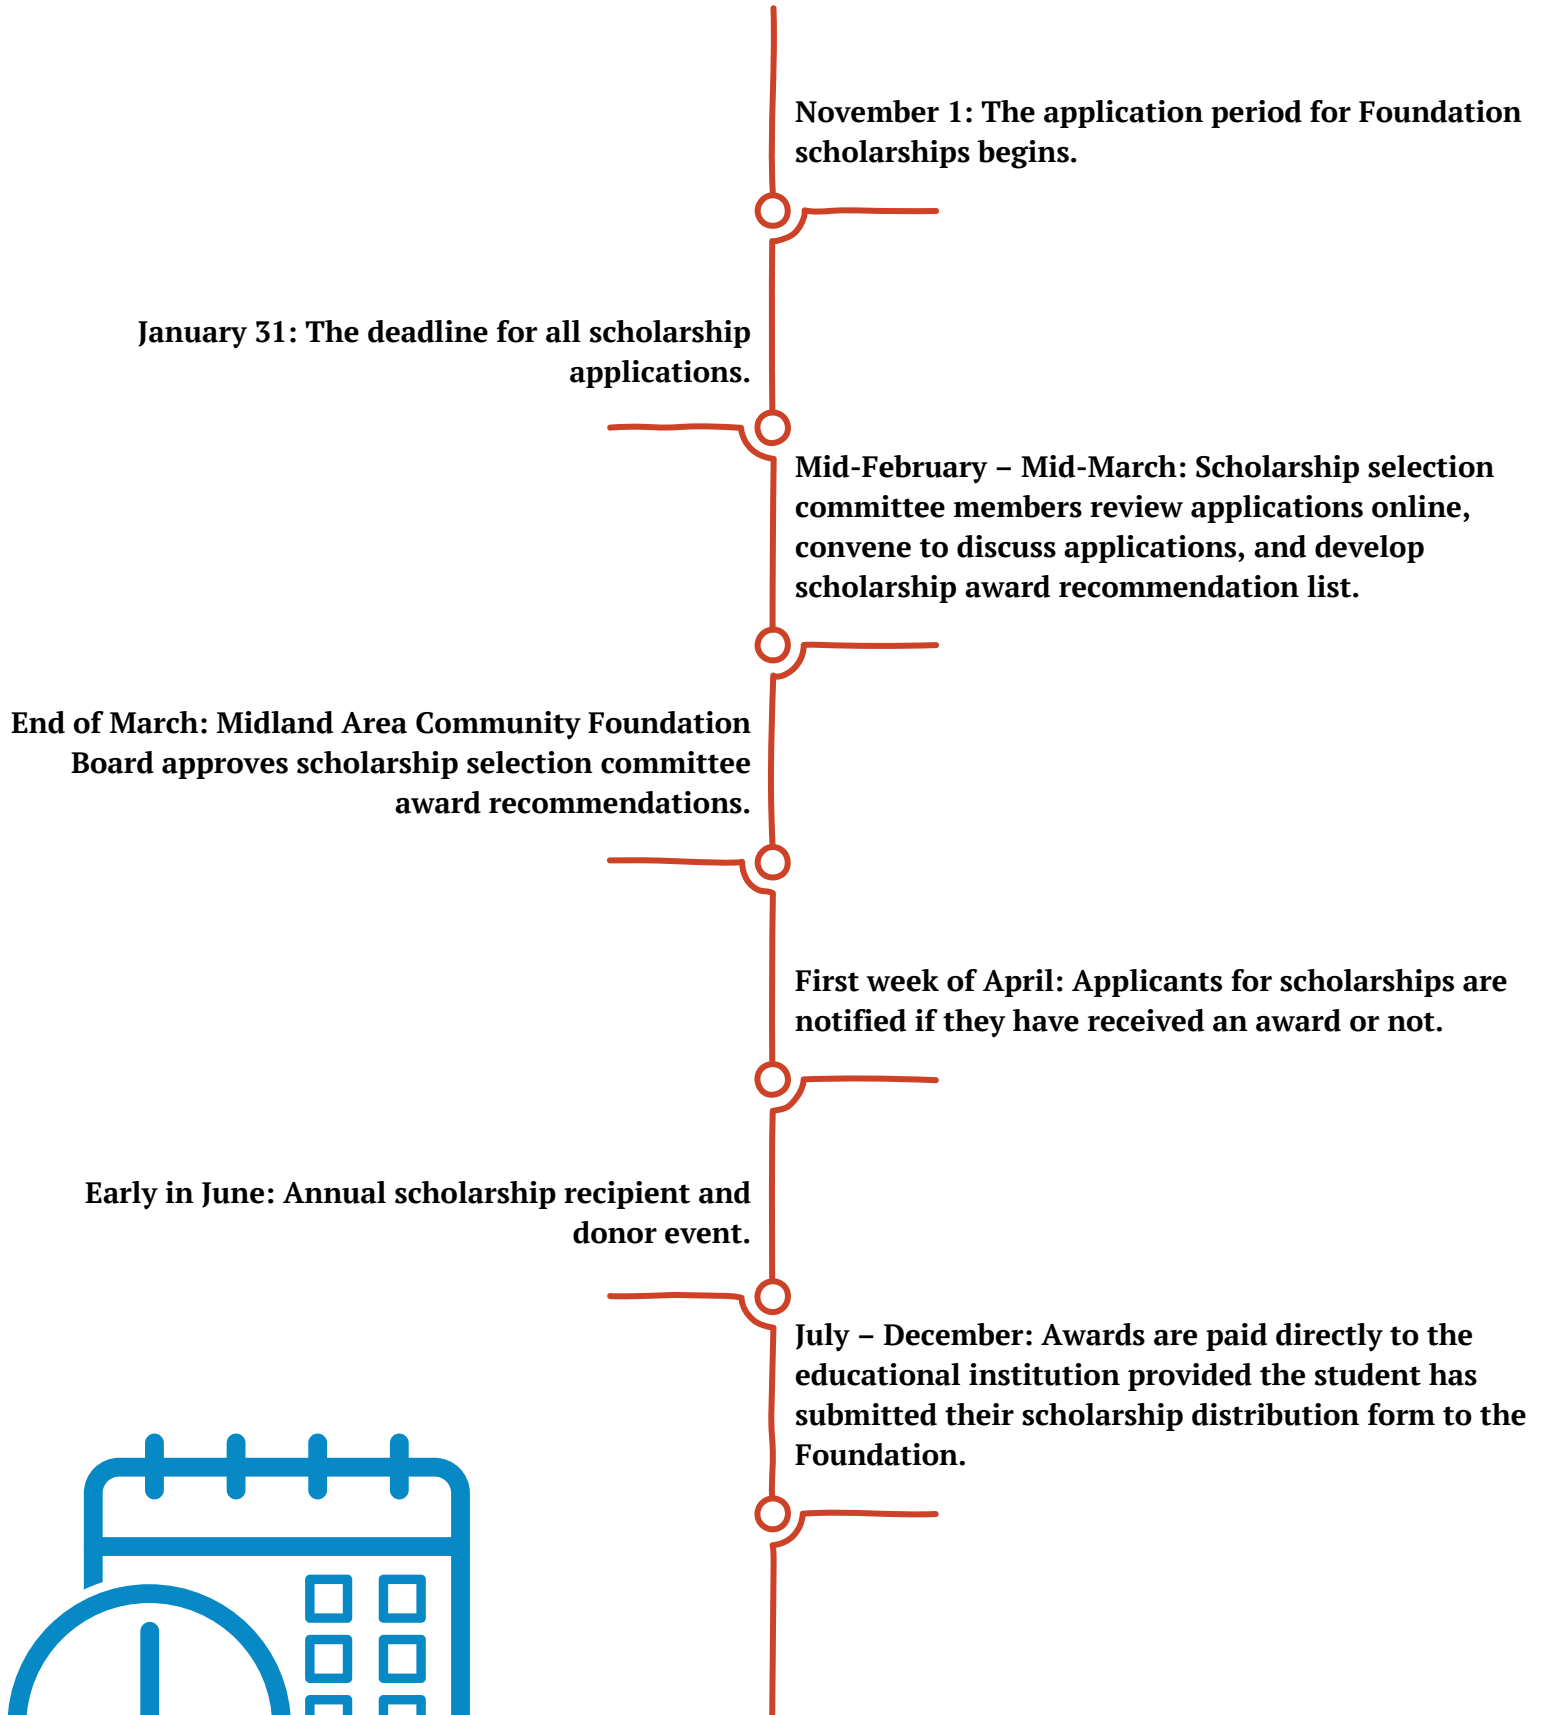 November 1: The application period for Foundation
scholarships begins.
January 31: The deadline for all scholarship
applications.
Mid-February – Mid-March: Scholarship selection
committee members review applications online,
convene to discuss applications, and develop
scholarship award recommendation list.
End of March: Midland Area Community Foundation
Board approves scholarship selection committee
award recommendations.
First week of April: Applicants for scholarships are
notified if they have received an award or not.
Early in June: Annual scholarship recipient and
donor event.
July – December: Awards are paid directly to the
educational institution provided the student has
submitted their scholarship distribution form to the
Foundation.